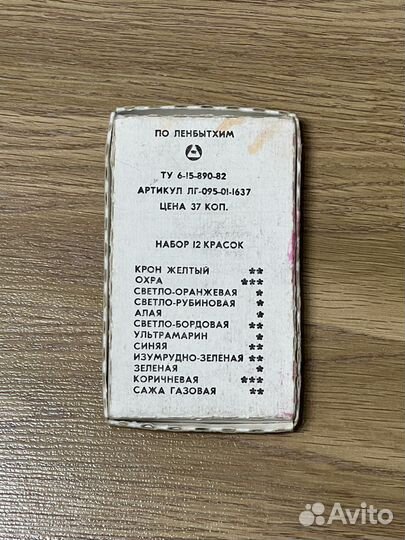 ПО ЛЕНБЫТХИМ
ТУ 6-15-890-82
АРТИКУЛ ЛГ-095-01-1637
ЦЕНА 37 КОП.
НАБОР 12 КРАСОК
КРОН ЖЕЛТЫЙ **
ОХРА ***
СВЕТЛО-ОРАНЖЕВАЯ *
СВЕТЛО-РУБИНОВАЯ *
АЛАЯ *
СВЕТЛО-БОРДОВАЯ **
УЛЬТРАМАРИН *
СИНЯЯ **
ИЗУМРУДНО-ЗЕЛЕНАЯ **
ЗЕЛЕНАЯ *
КОРИЧНЕВАЯ ***
САЖА ГАЗОВАЯ **
Avito